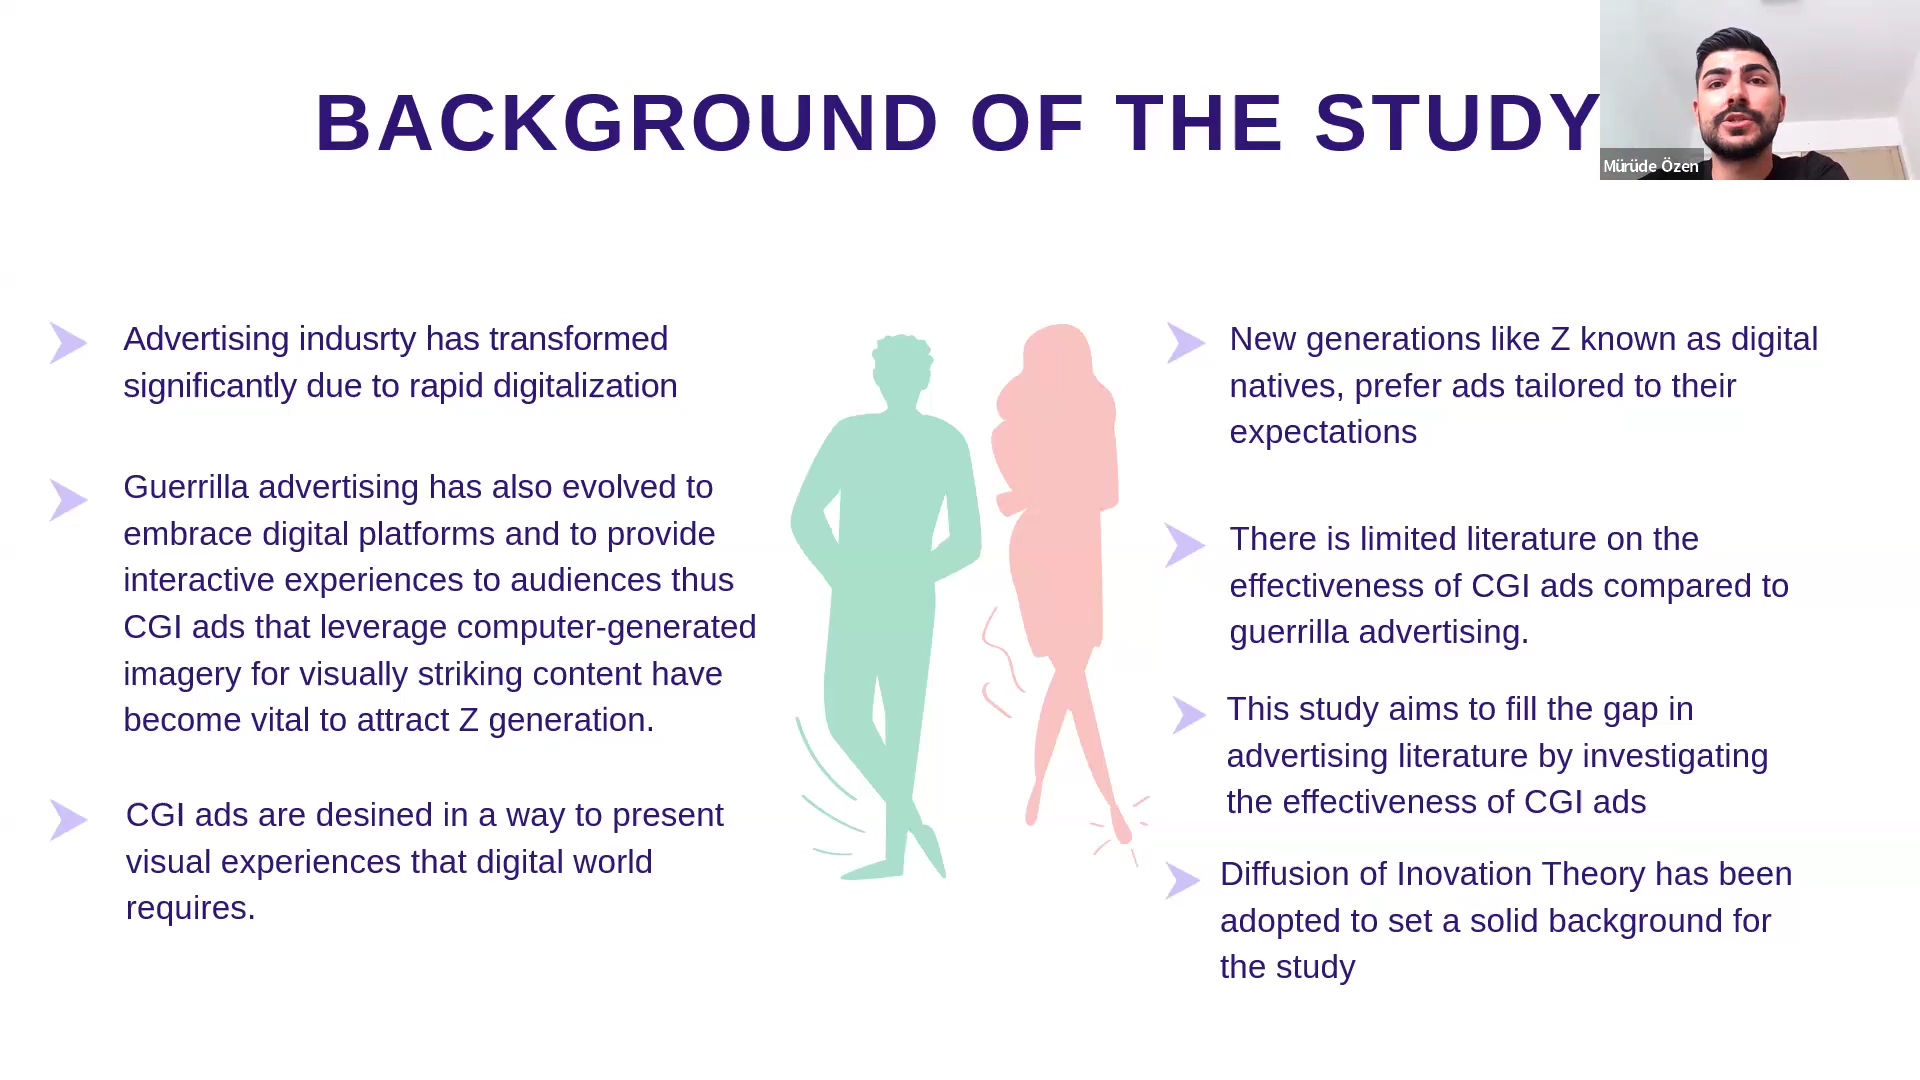 BACKGROUND OF THE STUDY
Mürüde Özen
Advertising indusrty has transformed
significantly due to rapid digitalization
Guerrilla advertising has also evolved to
embrace digital platforms and to provide
interactive experiences to audiences thus
CGI ads that leverage computer-generated
imagery for visually striking content have
become vital to attract Z generation.
CGI ads are desined in a way to present
visual experiences that digital world
requires.
New generations like Z known as digital
natives, prefer ads tailored to their
expectations
There is limited literature on the
effectiveness of CGI ads compared to
guerrilla advertising.
This study aims to fill the gap in
advertising literature by investigating
the effectiveness of CGI ads
Diffusion of Inovation Theory has been
adopted to set a solid background for
the study